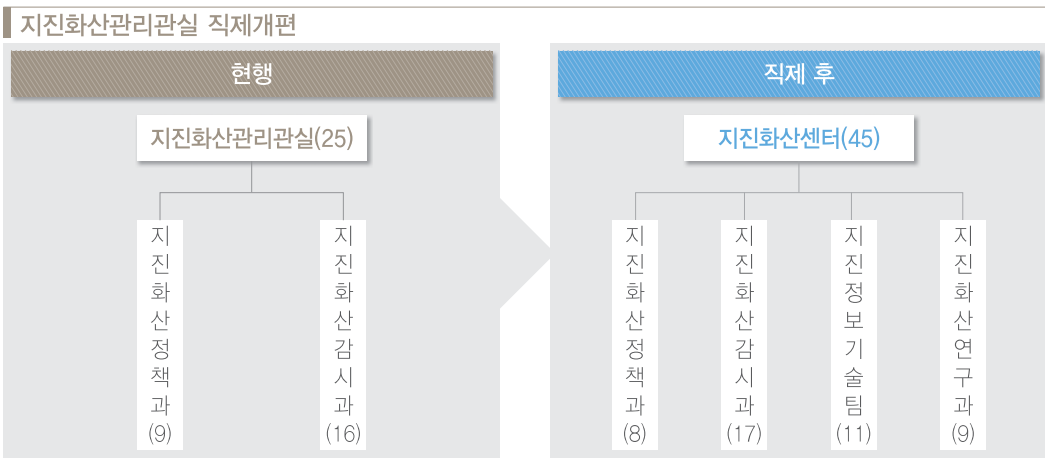 지진화산관리관실 직제개편
현행
지진화산관리관실(25)
지진화산정책과(9)
지진화산감시과(16)
직제 후
지진화산센터(45)
지진화산정책과(8)
지진화산감시과(17)
지진정보기술팀(11)
지진화산연구과(9)